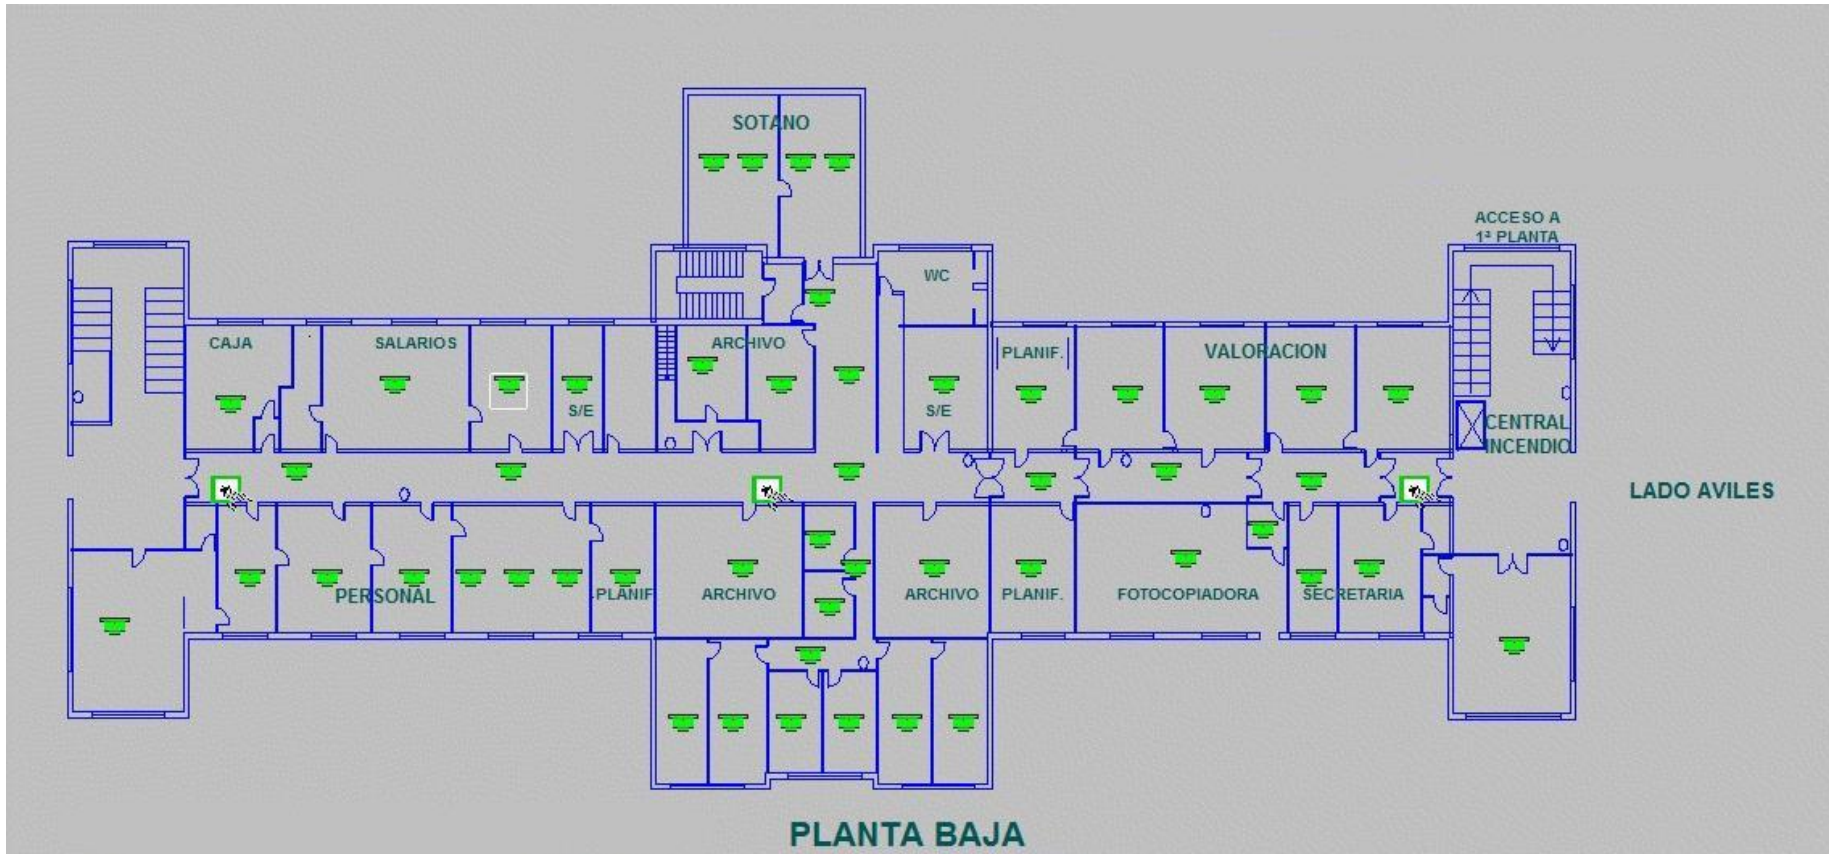 SOTANO
ACCESO A
1ª PLANTA
WC
CAJA
SALARIOS
ARCHIVO
PLANIF.
VALORACION
S/E
S/E
CENTRAL
INCENDIO
LADO AVILES
PERSONAL
PLANIF
ARCHIVO
ARCHIVO
PLANIF.
FOTOCOPIADORA
SECRETARIA
PLANTA BAJA